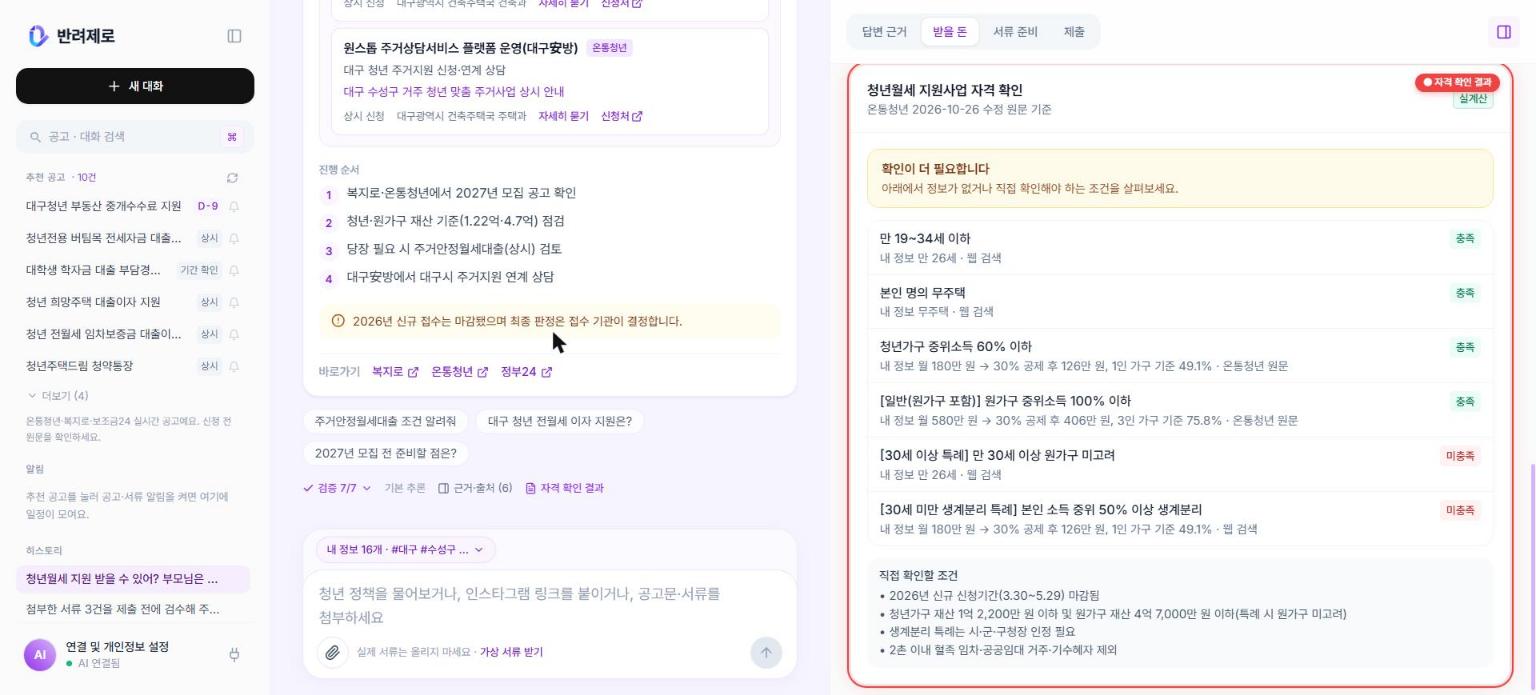 반려제로
+ 새 대화
공고 · 대화 검색 ⌘
추천 공고 · 10건
대구청년 부동산 중개수수료 지원 D-9
청년전용 버팀목 전세자금 대출... 상시
대학생 학자금 대출 부담경... 기간 확인
청년 희망주택 대출이자 지원 상시
청년 전월세 임차보증금 대출이... 상시
청년주택드림 청약통장 상시
더보기 (4)
온통청년·복지로·보조금24 실시간 공고예요. 신청 전
원문을 확인하세요.
알림
추천 공고를 눌러 공고·서류 알림을 켜면 여기에
일정이 모여요.
히스토리
청년월세 지원 받을 수 있어? 부모님은 ...
첨부한 서류 3건을 제출 전에 검수해 주...
AI 연결 및 개인정보 설정
AI 연결됨
상시 신청 대구광역시 건축주택국 건축과 자세히 묻기 신청처
원스톱 주거상담서비스 플랫폼 운영(대구安방) 온통청년
대구 청년 주거지원 신청·연계 상담
대구 수성구 거주 청년 맞춤 주거사업 상시 안내
상시 신청 대구광역시 건축주택국 주택과 자세히 묻기 신청처
진행 순서
1 복지로·온통청년에서 2027년 모집 공고 확인
2 청년·원가구 재산 기준(1.22억·4.7억) 점검
3 당장 필요 시 주거안정월세대출(상시) 검토
4 대구安방에서 대구시 주거지원 연계 상담
2026년 신규 접수는 마감됐으며 최종 판정은 접수 기관이 결정합니다.
바로가기 복지로 온통청년 정부24
주거안정월세대출 조건 알려줘 대구 청년 전월세 이자 지원은?
2027년 모집 전 준비할 점은?
검증 7/7 기본 추론 근거·출처 (6) 자격 확인 결과
내 정보 16개 · #대구 #수성구 ...
청년 정책을 물어보거나, 인스타그램 링크를 붙이거나, 공고문·서류를
첨부하세요
실제 서류는 올리지 마세요 · 가상 서류 받기
답변 근거 받을 돈 서류 준비 제출
자격 확인 결과
청년월세 지원사업 자격 확인 실계산
온통청년 2026-10-26 수정 원문 기준
확인이 더 필요합니다
아래에서 정보가 없거나 직접 확인해야 하는 조건을 살펴보세요.
만 19~34세 이하 충족
내 정보 만 26세 · 웹 검색
본인 명의 무주택 충족
내 정보 무주택 · 웹 검색
청년가구 중위소득 60% 이하 충족
내 정보 월 180만 원 → 30% 공제 후 126만 원, 1인 가구 기준 49.1% · 온통청년 원문
[일반(원가구 포함)] 원가구 중위소득 100% 이하 충족
내 정보 월 580만 원 → 30% 공제 후 406만 원, 3인 가구 기준 75.8% · 온통청년 원문
[30세 이상 특례] 만 30세 이상 원가구 미고려 미충족
내 정보 만 26세 · 웹 검색
[30세 미만 생계분리 특례] 본인 소득 중위 50% 이상 생계분리 미충족
내 정보 월 180만 원 → 30% 공제 후 126만 원, 1인 가구 기준 49.1% · 웹 검색
직접 확인할 조건
• 2026년 신규 신청기간(3.30~5.29) 마감됨
• 청년가구 재산 1억 2,200만 원 이하 및 원가구 재산 4억 7,000만 원 이하(특례 시 원가구 미고려)
• 생계분리 특례는 시·군·구청장 인정 필요
• 2촌 이내 혈족 임차·공공임대 거주·기수혜자 제외